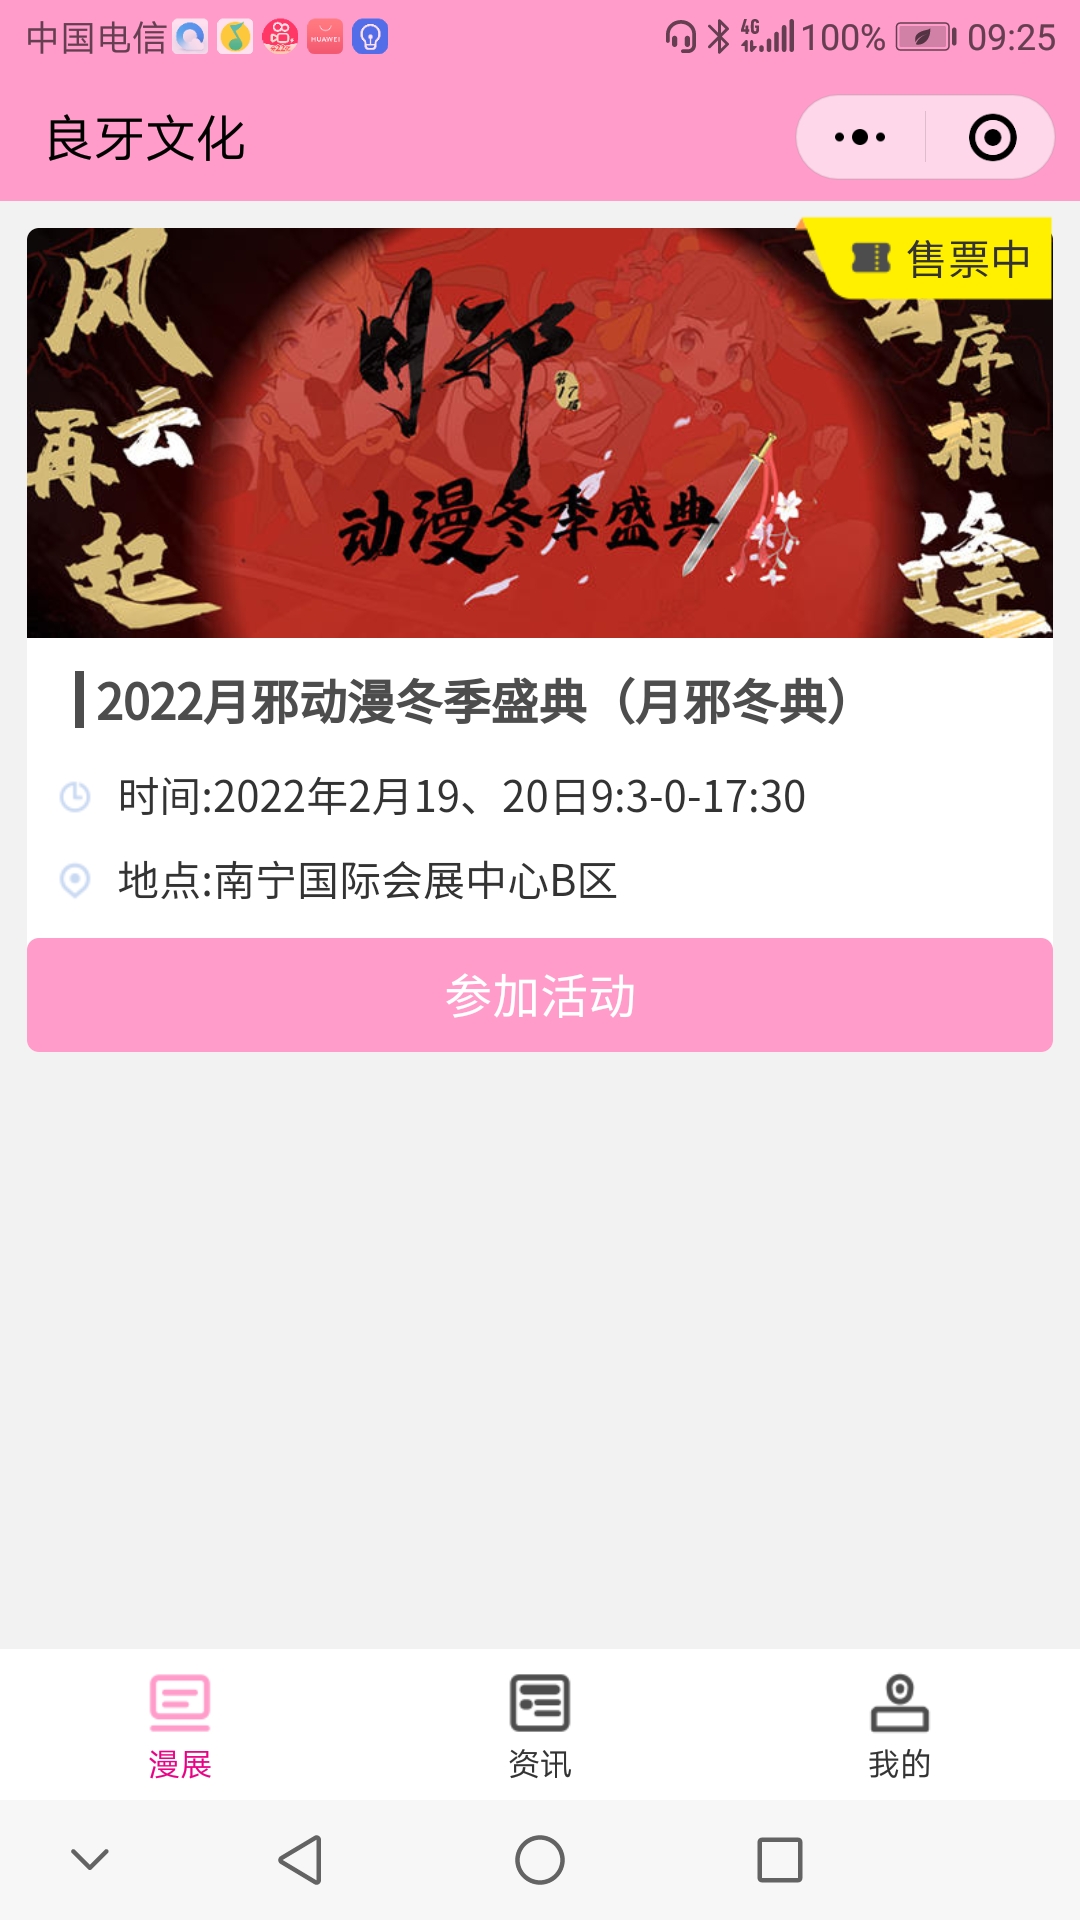 中国电信
HUAWEI
4G
100%
09:25
良牙文化
售票中
风云再起
月邪
第17届
动漫冬季盛典
序相逢
2022月邪动漫冬季盛典（月邪冬典）
时间:2022年2月19、20日9:3-0-17:30
地点:南宁国际会展中心B区
参加活动
漫展
资讯
我的